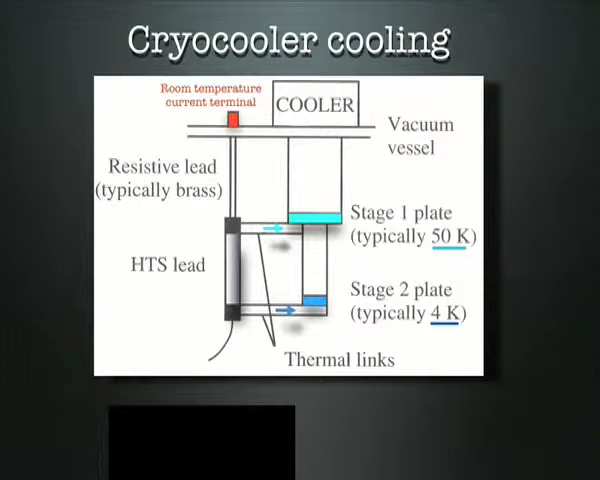 Cryocooler cooling
Room temperature
current terminal
COOLER
Vacuum
vessel
Resistive lead
(typically brass)
Stage 1 plate
(typically 50 K)
HTS lead
Stage 2 plate
(typically 4 K)
Thermal links